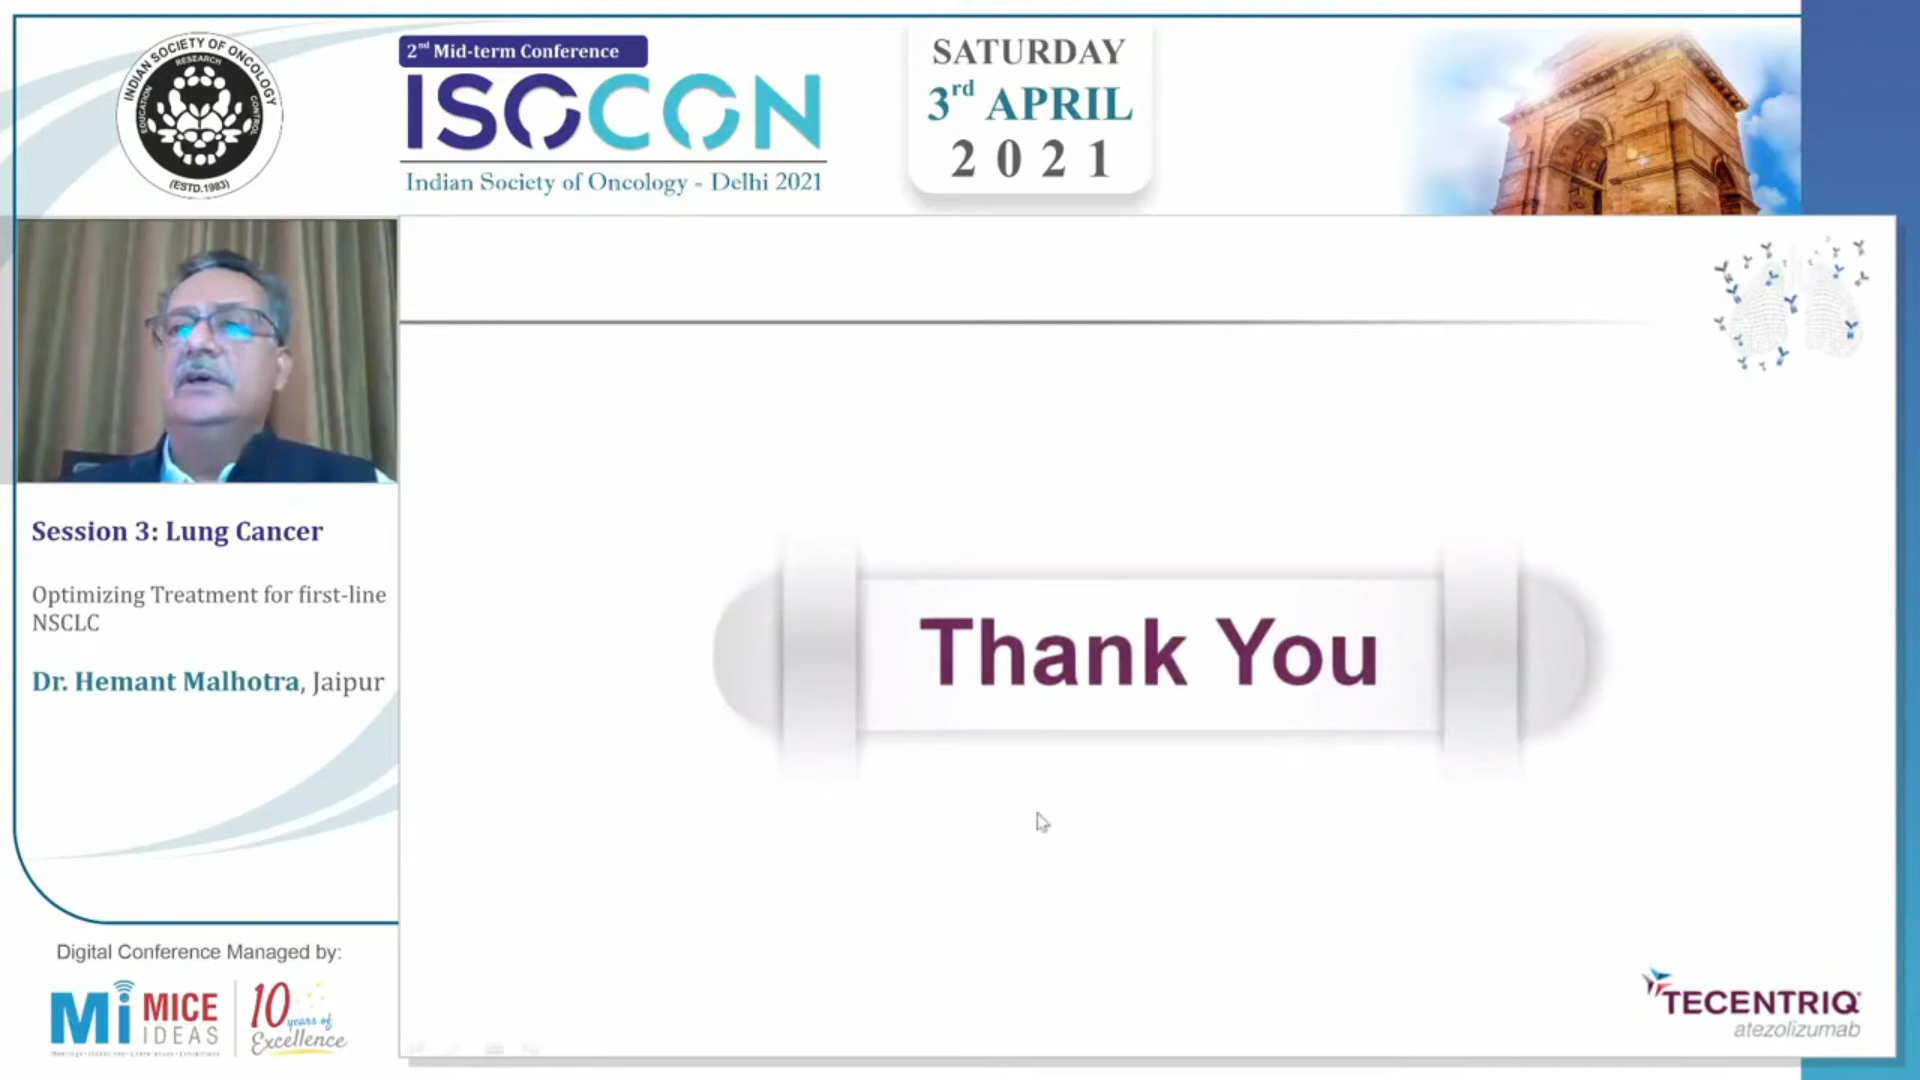 INDIAN SOCIETY OF ONCOLOGY
RESEARCH
EDUCATION
CONTROL
(ESTD.1983)
2nd Mid-term Conference
ISOCON
Indian Society of Oncology - Delhi 2021
SATURDAY
3rd APRIL
2021
Session 3: Lung Cancer
Optimizing Treatment for first-line
NSCLC
Dr. Hemant Malhotra, Jaipur
Thank You
Digital Conference Managed by:
Mi MICE
IDEAS
10
years of
Excellence
TECENTRIQ
atezolizumab